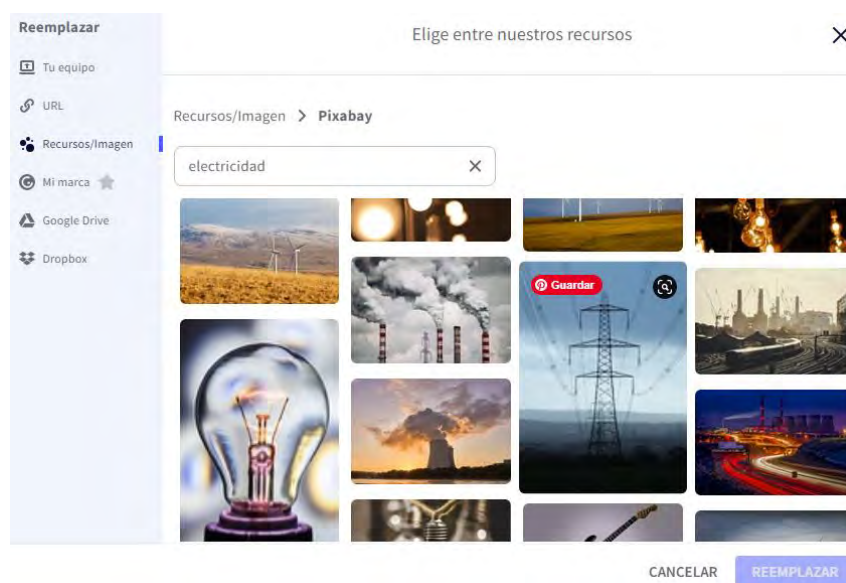 Reemplazar
Elige entre nuestros recursos
Tu equipo
URL
Recursos/Imagen
Mi marca
Google Drive
Dropbox
Recursos/Imagen > Pixabay
electricidad
Guardar
CANCELAR
REEMPLAZAR